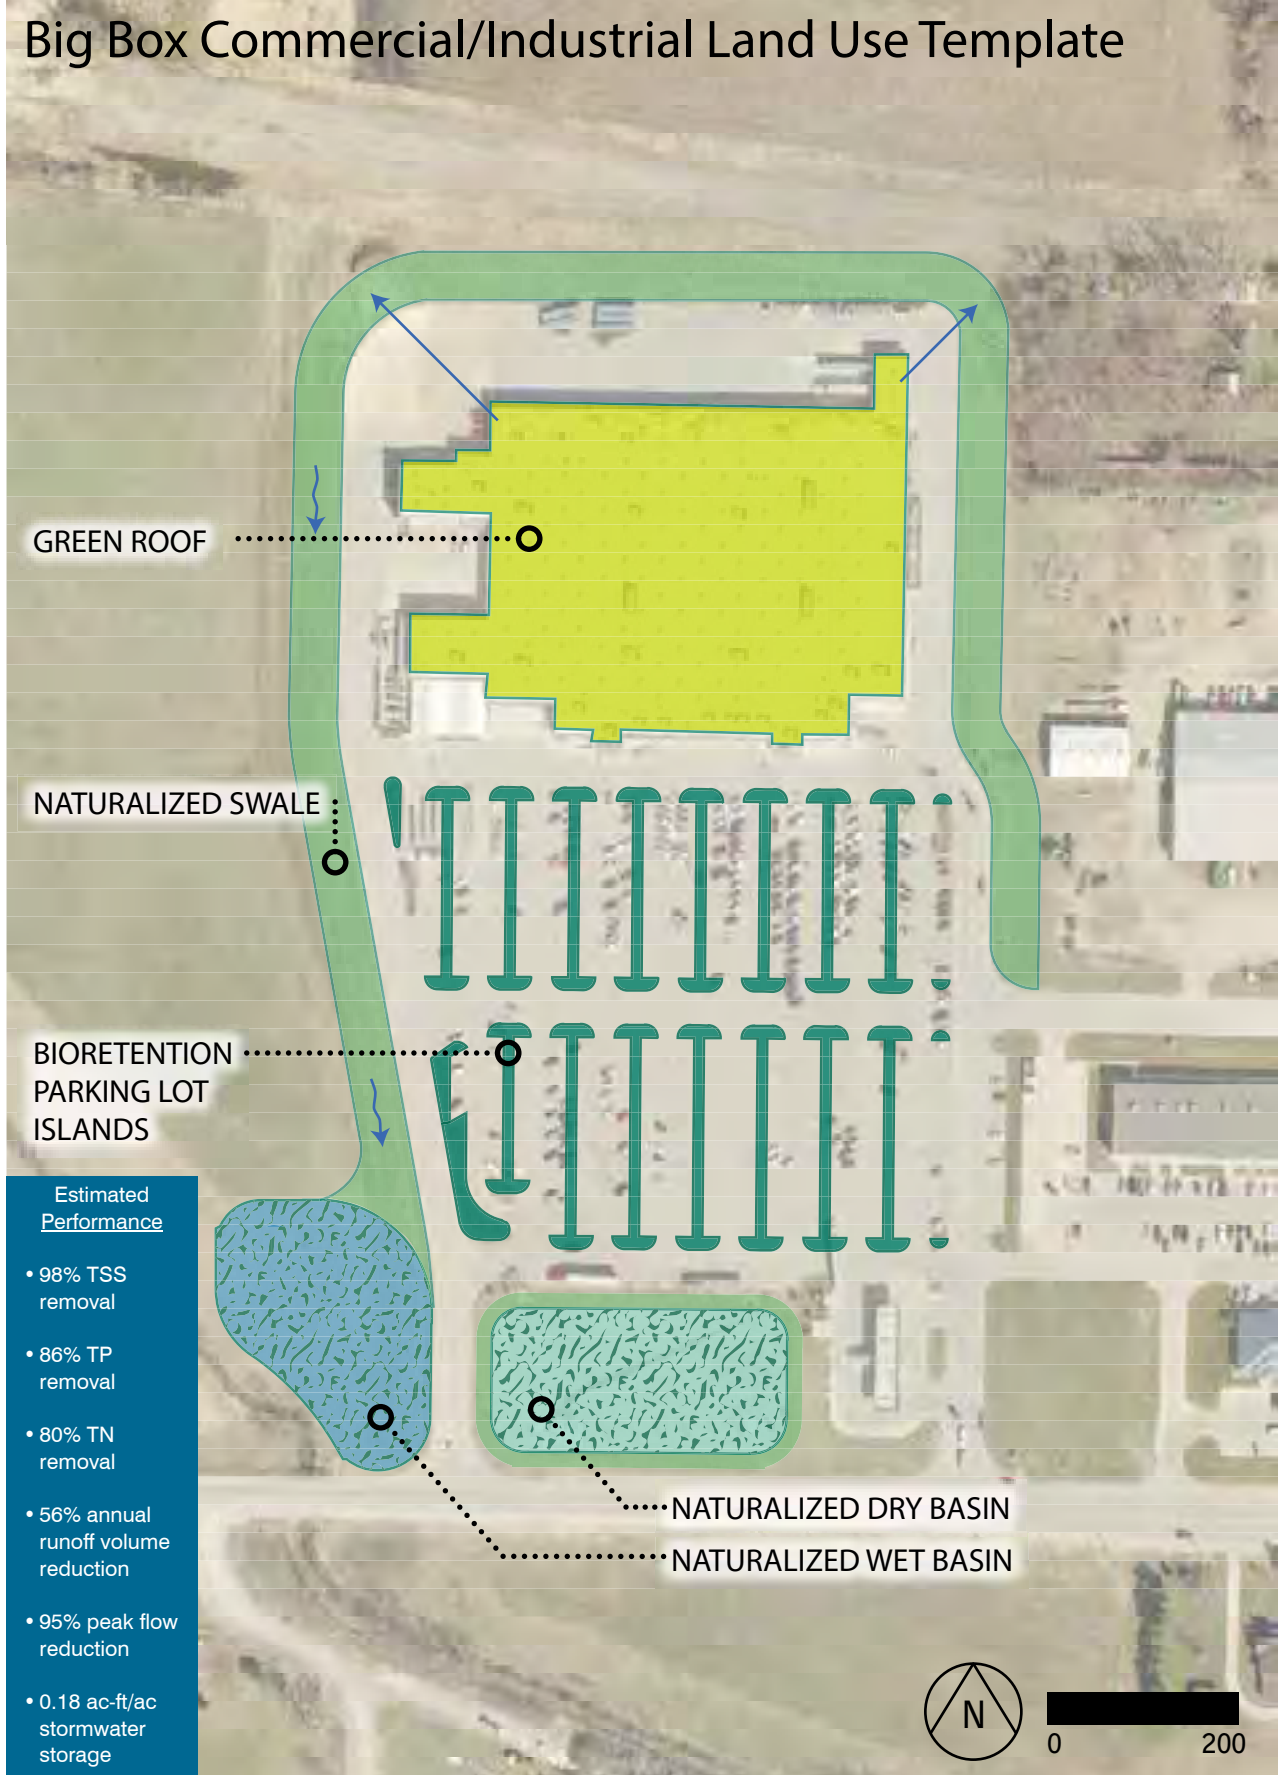 Big Box Commercial/Industrial Land Use Template
GREEN ROOF
NATURALIZED SWALE
BIORETENTION
PARKING LOT
ISLANDS
Estimated
Performance
• 98% TSS
removal
• 86% TP
removal
• 80% TN
removal
• 56% annual
runoff volume
reduction
• 95% peak flow
reduction
• 0.18 ac-ft/ac
stormwater
storage
NATURALIZED DRY BASIN
NATURALIZED WET BASIN
N
0 200